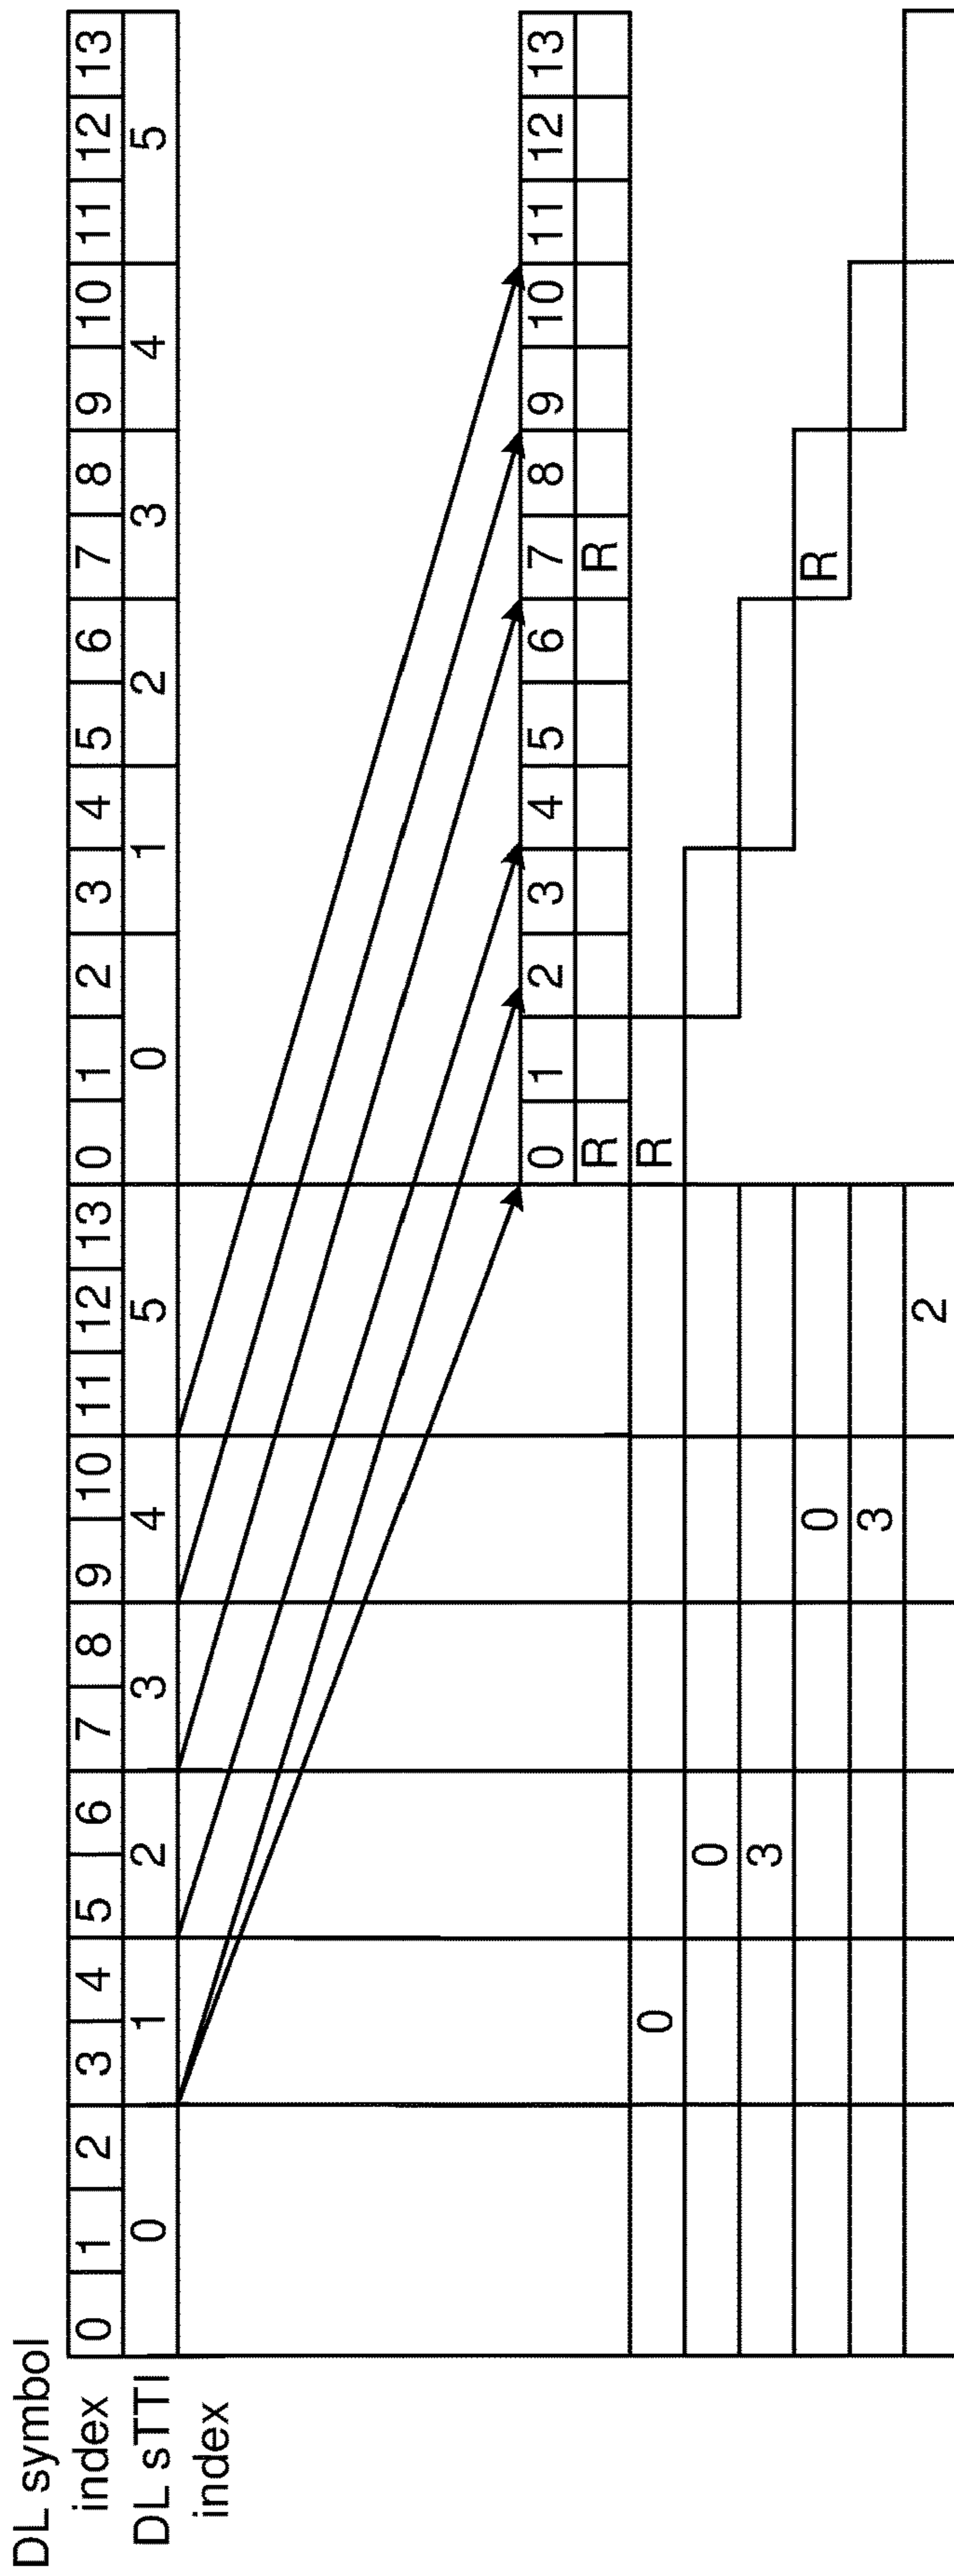 DL symbol
index 0 1 2 3 4 5 6 7 8 9 10 11 12 13 0 1 2 3 4 5 6 7 8 9 10 11 12 13
DL sTTI 0 1 2 3 4 5 0 1 2 3 4 5
index
0 1 2 3 4 5 6 7 8 9 10 11 12 13
R R
0 R
0
3
0 R
3
2